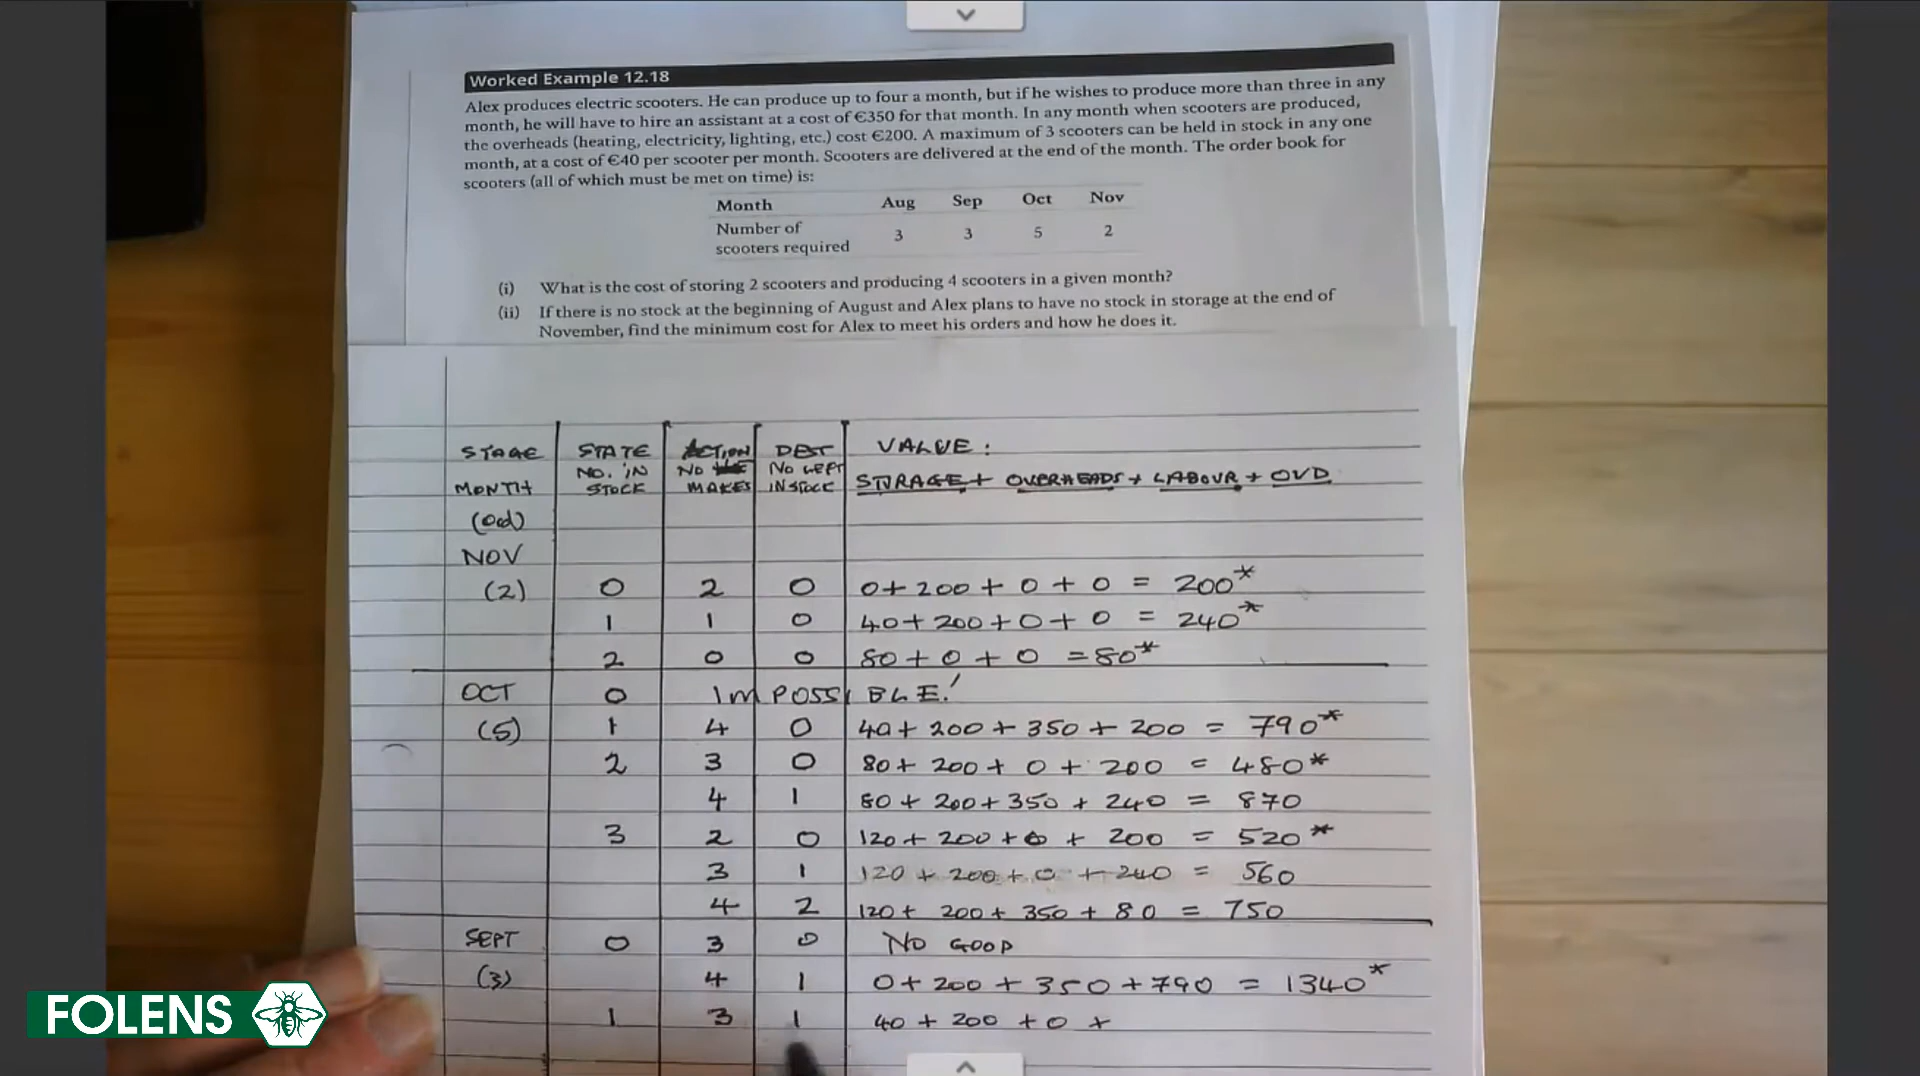 Worked Example 12.18
Alex produces electric scooters. He can produce up to four a month, but if he wishes to produce more than three in any
month, he will have to hire an assistant at a cost of €350 for that month. In any month when scooters are produced,
the overheads (heating, electricity, lighting, etc.) cost €200. A maximum of 3 scooters can be held in stock in any one
month, at a cost of €40 per scooter per month. Scooters are delivered at the end of the month. The order book for
scooters (all of which must be met on time) is:
Month Aug Sep Oct Nov
Number of scooters required 3 3 5 2
(i) What is the cost of storing 2 scooters and producing 4 scooters in a given month?
(ii) If there is no stock at the beginning of August and Alex plans to have no stock in storage at the end of
November, find the minimum cost for Alex to meet his orders and how he does it.
STAGE STATE ACTION DEST VALUE:
NO. IN NO NO LEFT
MONTH STOCK MAKES IN STOCK STORAGE + OVERHEADS + LABOUR + OVD
(Ord)
NOV
(2) 0 2 0 0 + 200 + 0 + 0 = 200*
1 1 0 40 + 200 + 0 + 0 = 240*
2 0 0 80 + 0 + 0 = 80*
OCT 0 IMPOSSIBLE!
(5) 1 4 0 40 + 200 + 350 + 200 = 790*
2 3 0 80 + 200 + 0 + 200 = 480*
4 1 80 + 200 + 350 + 240 = 870
3 2 0 120 + 200 + 0 + 200 = 520*
3 1 120 + 200 + 0 + 240 = 560
4 2 120 + 200 + 350 + 80 = 750
SEPT 0 3 0 NO GOOD
(3) 4 1 0 + 200 + 350 + 790 = 1340*
1 3 1 40 + 200 + 0 +
FOLENS